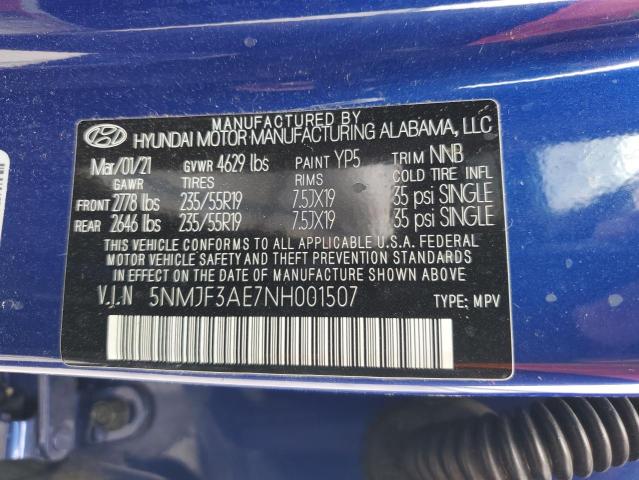 MANUFACTURED BY
HYUNDAI MOTOR MANUFACTURING ALABAMA, LLC
Mar/01/21 GVWR 4629 lbs PAINT YP5 TRIM NNB
GAWR TIRES RIMS COLD TIRE INFL
FRONT 2778 lbs 235/55R19 7.5JX19 35 psi SINGLE
REAR 2646 lbs 235/55R19 7.5JX19 35 psi SINGLE
THIS VEHICLE CONFORMS TO ALL APPLICABLE U.S.A. FEDERAL
MOTOR VEHICLE SAFETY AND THEFT PREVENTION STANDARDS
IN EFFECT ON THE DATE OF MANUFACTURE SHOWN ABOVE.
V.I.N 5NMJF3AE7NH001507 TYPE: MPV